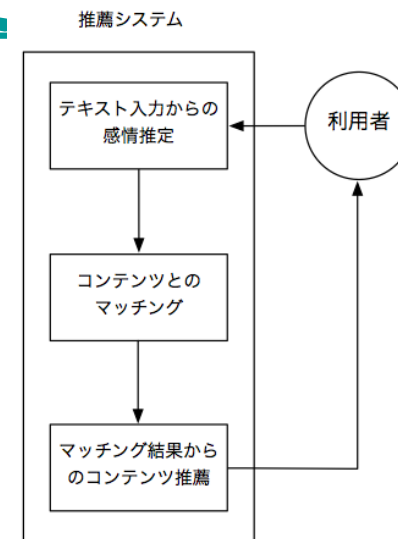 推薦システム
テキスト入力からの
感情推定
利用者
コンテンツとの
マッチング
マッチング結果から
のコンテンツ推薦